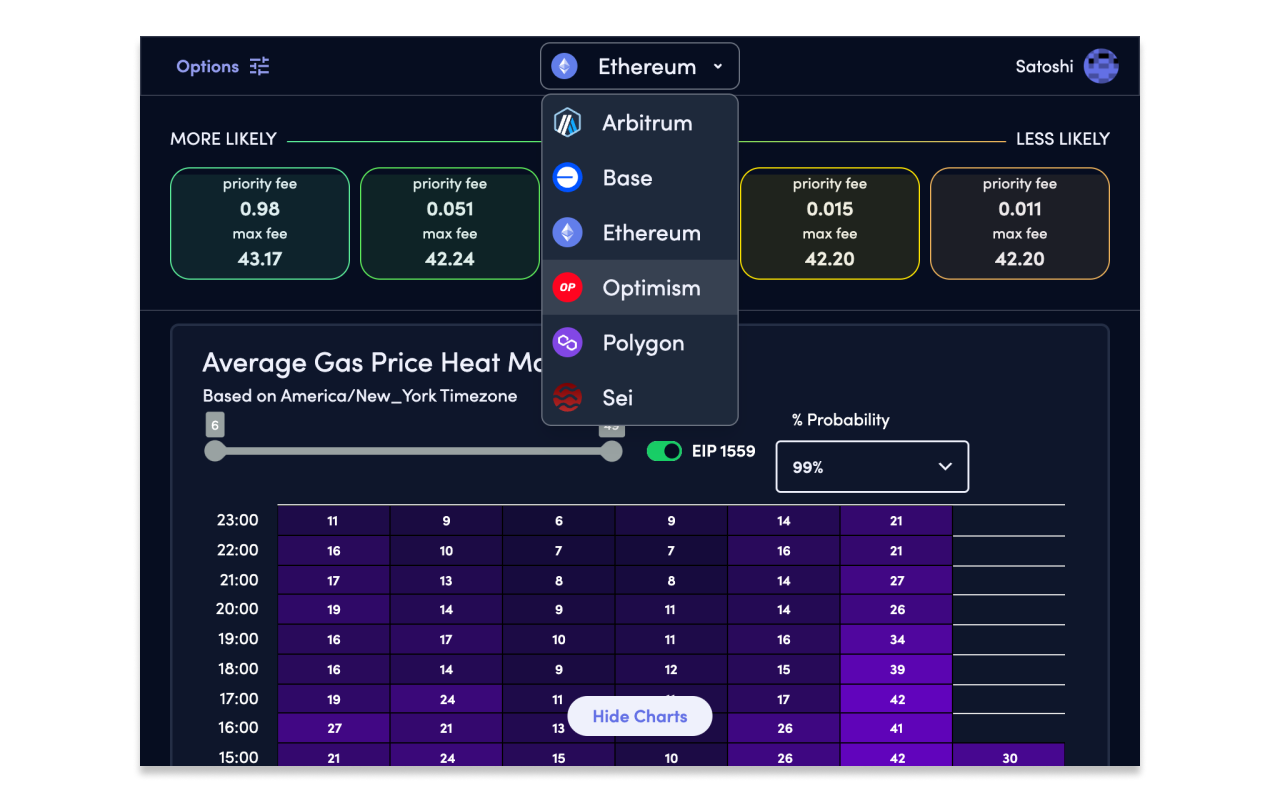 Options
Ethereum
Satoshi
Arbitrum
Base
Ethereum
OP
Optimism
Polygon
Sei
MORE LIKELY
LESS LIKELY
priority fee
0.98
max fee
43.17
priority fee
0.051
max fee
42.24
priority fee
0.015
max fee
42.20
priority fee
0.011
max fee
42.20
Average Gas Price Heat
Based on America/New_York Timezone
6
EIP 1559
% Probability
99%
23:00 11 9 6 9 14 21
22:00 16 10 7 7 16 21
21:00 17 13 8 8 14 27
20:00 19 14 9 11 14 26
19:00 16 17 10 11 16 34
18:00 16 14 9 12 15 39
17:00 19 24 11 17 42
16:00 27 21 13 26 41
Hide Charts
15:00 21 24 15 10 26 42 30